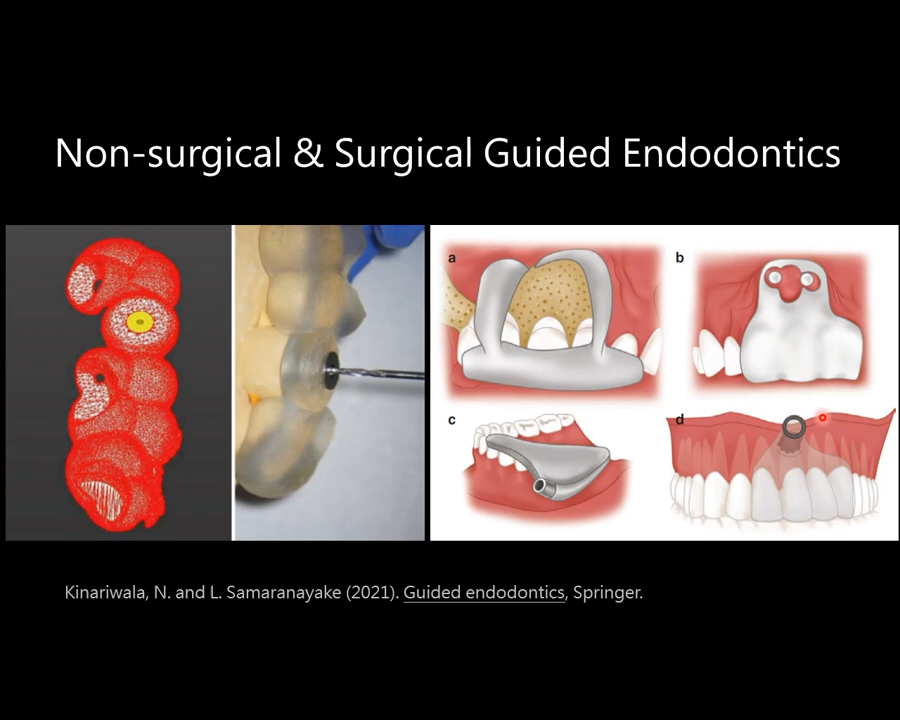 Non-surgical & Surgical Guided Endodontics
a
b
c
d
Kinariwala, N. and L. Samaranayake (2021). Guided endodontics, Springer.